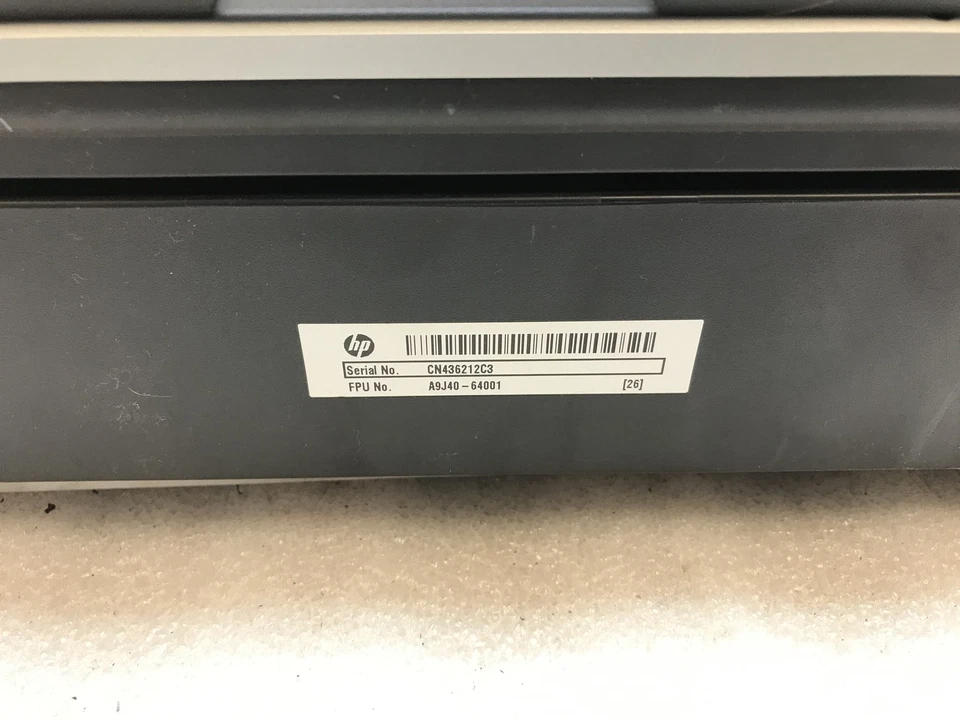 hp
Serial No. CN436212C3
FPU No. A9J40-64001 [26]